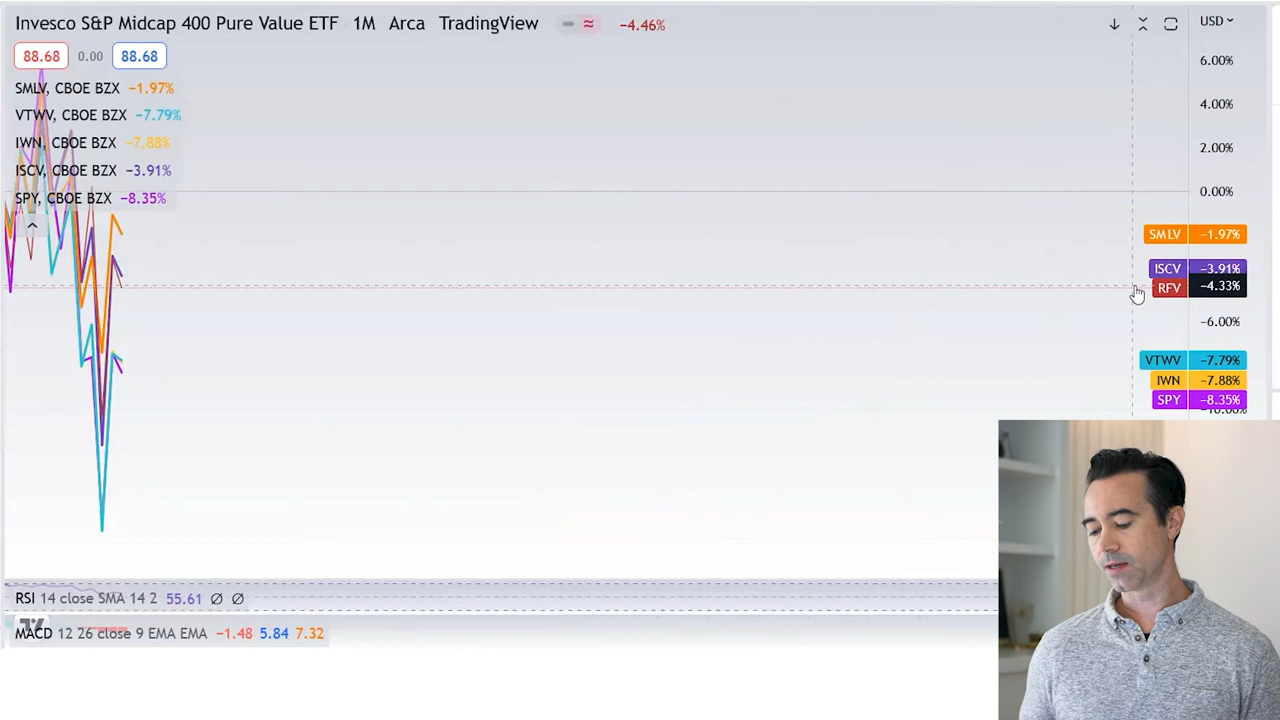 Invesco S&P Midcap 400 Pure Value ETF 1M Arca TradingView −4.46% USD
88.68 0.00 88.68
SMLV, CBOE BZX −1.97%
VTWV, CBOE BZX −7.79%
IWN, CBOE BZX −7.88%
ISCV, CBOE BZX −3.91%
SPY, CBOE BZX −8.35%
6.00%
4.00%
2.00%
0.00%
SMLV −1.97%
ISCV −3.91%
RFV −4.33%
−6.00%
VTWV −7.79%
IWN −7.88%
SPY −8.35%
−10.00%
RSI 14 close SMA 14 2 55.61 Ø Ø
MACD 12 26 close 9 EMA EMA −1.48 5.84 7.32